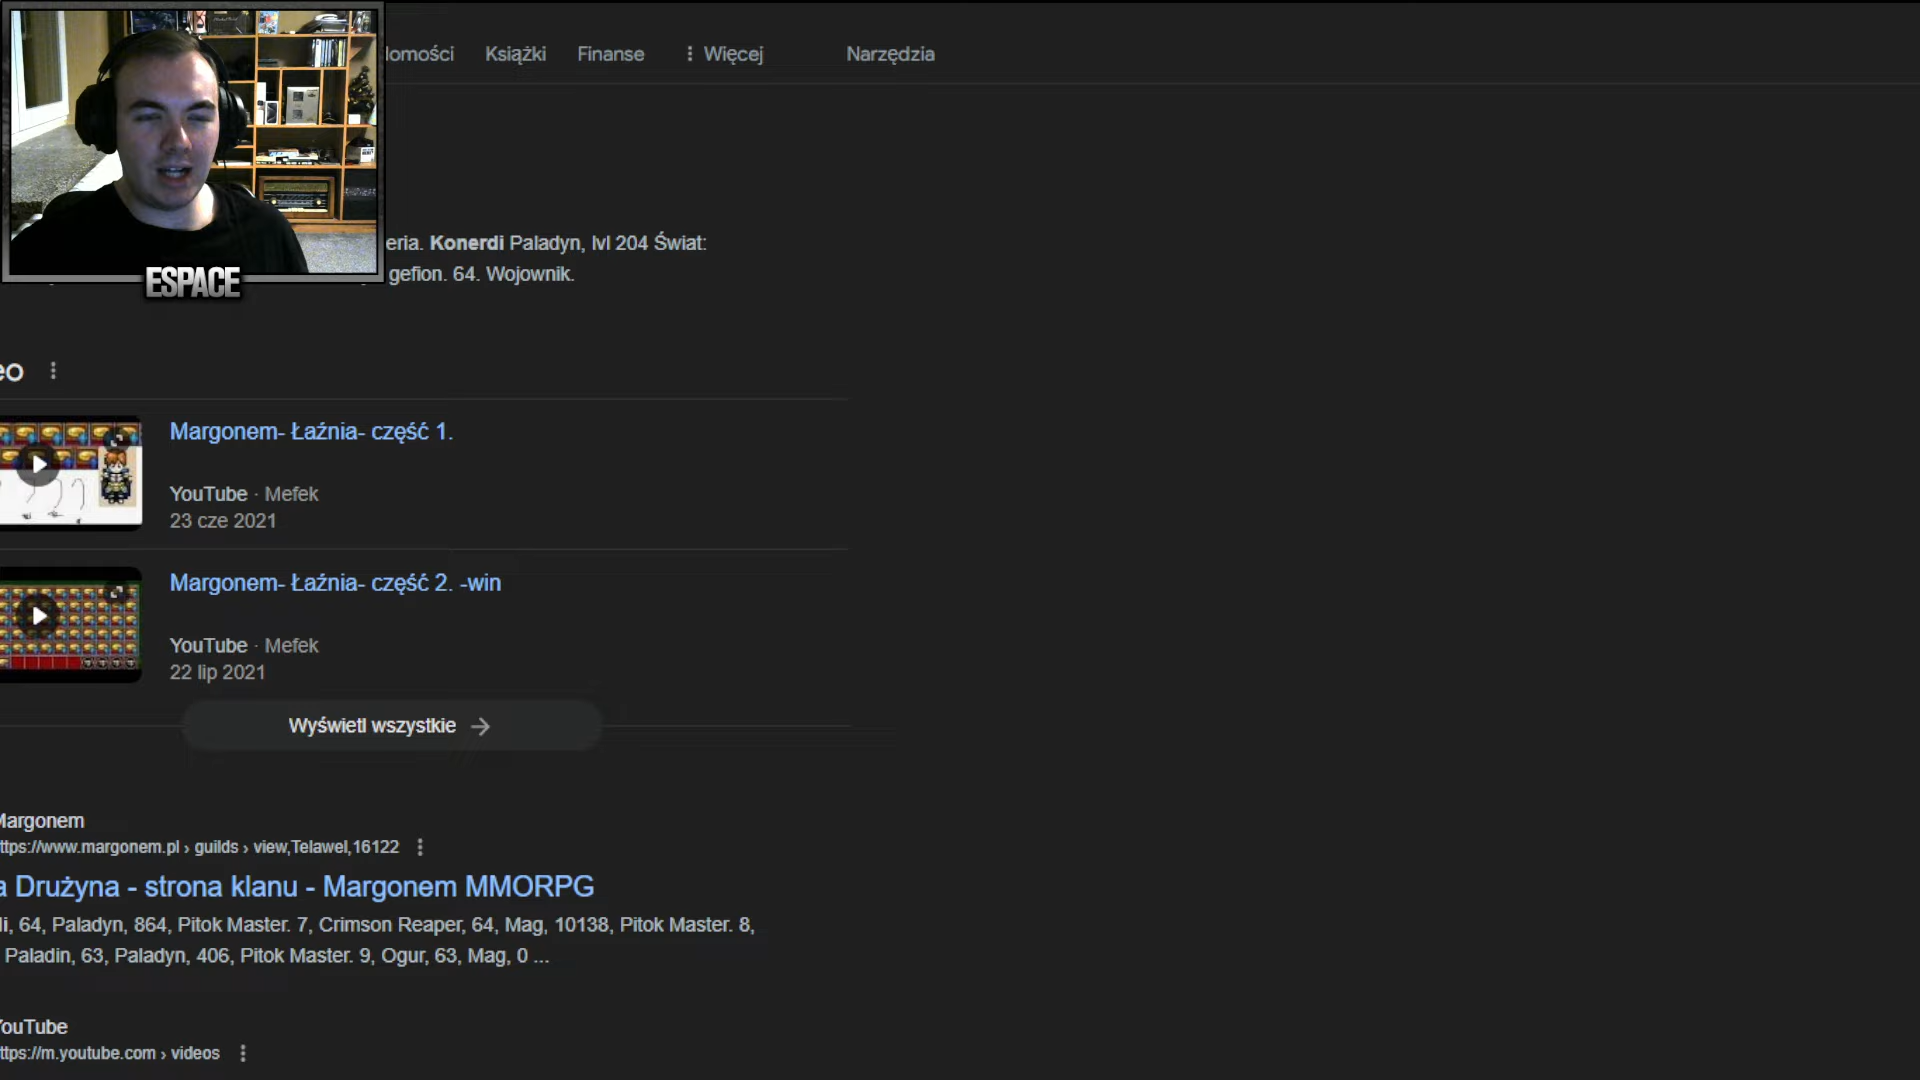 Książki Finanse Więcej Narzędzia
eria. Konerdi Paladyn, lvl 204 Świat:
gefion. 64. Wojownik.
ESPACE
eo
Margonem- Łaźnia- część 1.
YouTube · Mefek
23 cze 2021
Margonem- Łaźnia- część 2. -win
YouTube · Mefek
22 lip 2021
Wyświetl wszystkie →
Margonem
ttps://www.margonem.pl › guilds › view,Telawel,16122
a Drużyna - strona klanu - Margonem MMORPG
li, 64, Paladyn, 864, Pitok Master. 7, Crimson Reaper, 64, Mag, 10138, Pitok Master. 8,
Paladin, 63, Paladyn, 406, Pitok Master. 9, Ogur, 63, Mag, 0 ...
YouTube
ttps://m.youtube.com › videos